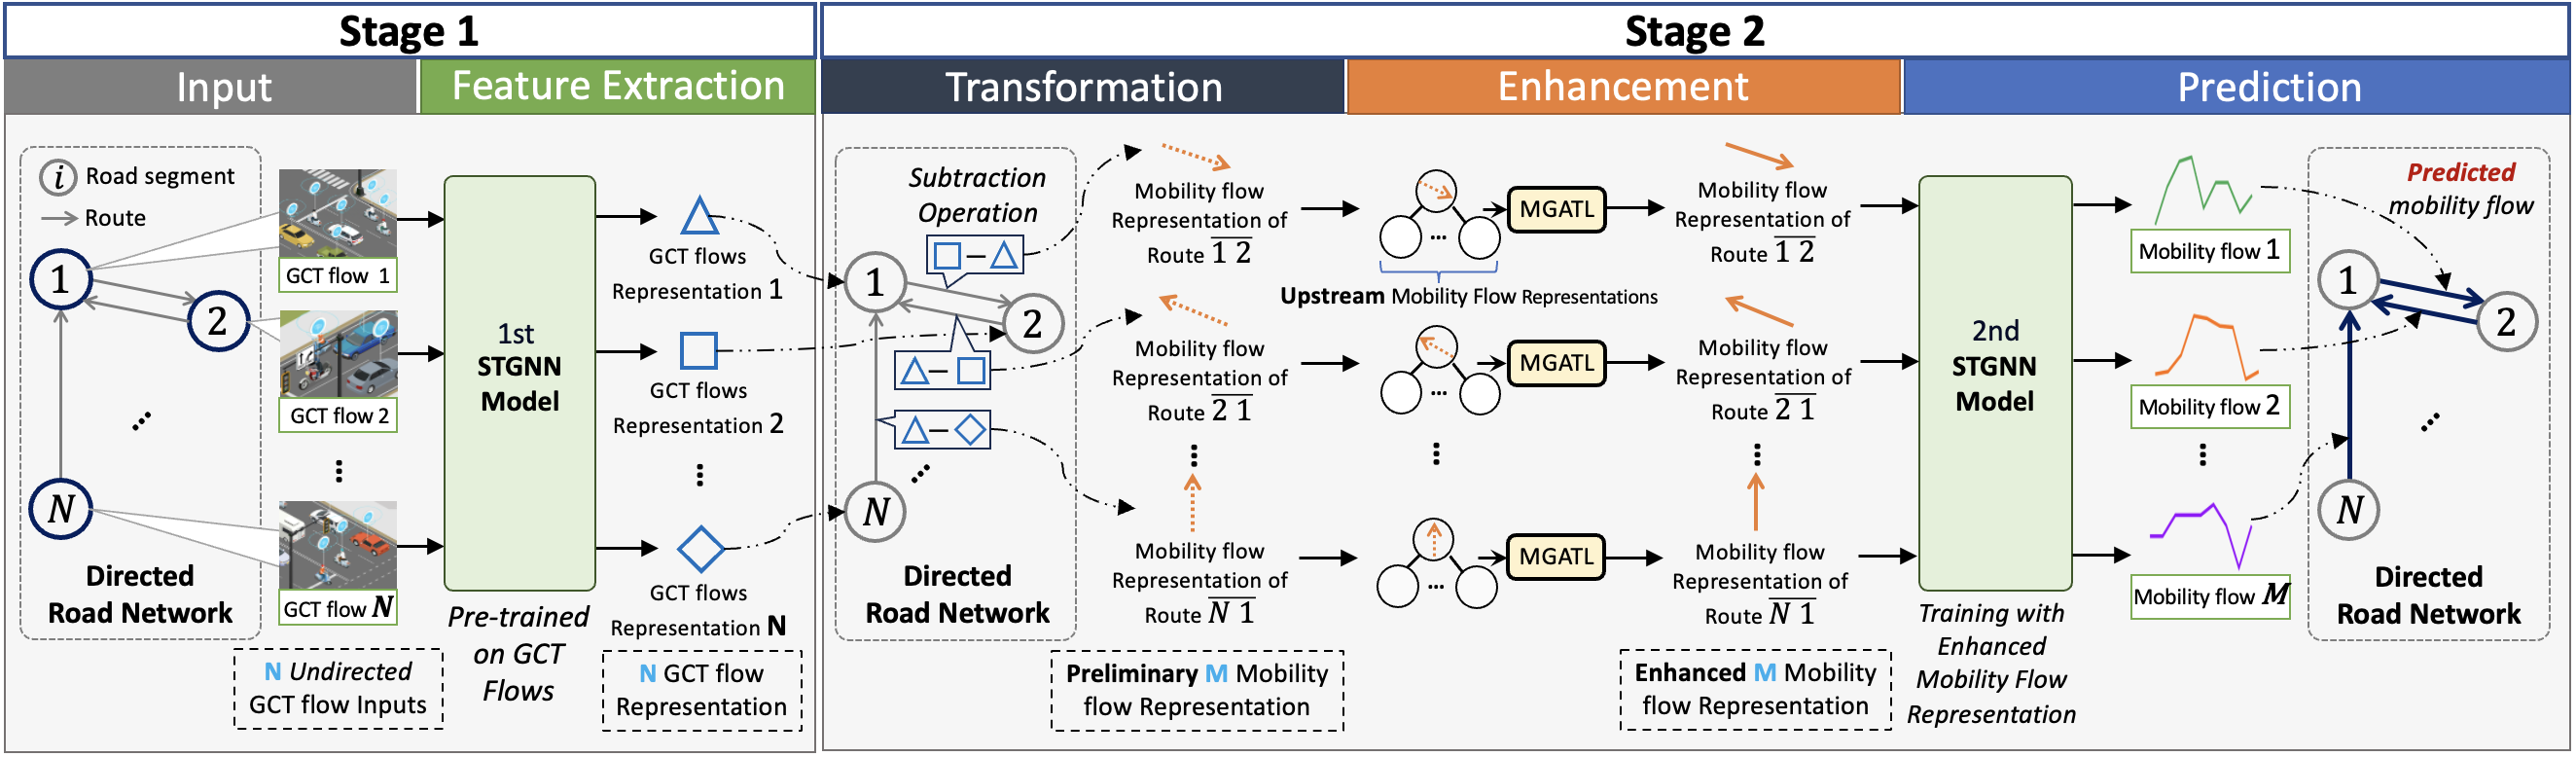 Stage 1
Stage 2
Input
Feature Extraction
Transformation
Enhancement
Prediction
i Road segment
Route
1
2
N
Directed
Road Network
GCT flow 1
GCT flow 2
GCT flow N
N Undirected
GCT flow Inputs
1st
STGNN
Model
Pre-trained
on GCT
Flows
GCT flows
Representation 1
GCT flows
Representation 2
GCT flows
Representation N
N GCT flow
Representation
Subtraction
Operation
1
2
N
Directed
Road Network
Mobility flow
Representation of
Route 1 2
Mobility flow
Representation of
Route 2 1
Mobility flow
Representation of
Route N 1
Preliminary M Mobility
flow Representation
MGATL
Upstream Mobility Flow Representations
MGATL
MGATL
Mobility flow
Representation of
Route 1 2
Mobility flow
Representation of
Route 2 1
Mobility flow
Representation of
Route N 1
Enhanced M Mobility
flow Representation
2nd
STGNN
Model
Training with
Enhanced
Mobility Flow
Representation
Mobility flow 1
Mobility flow 2
Mobility flow M
Predicted
mobility flow
1
2
N
Directed
Road Network